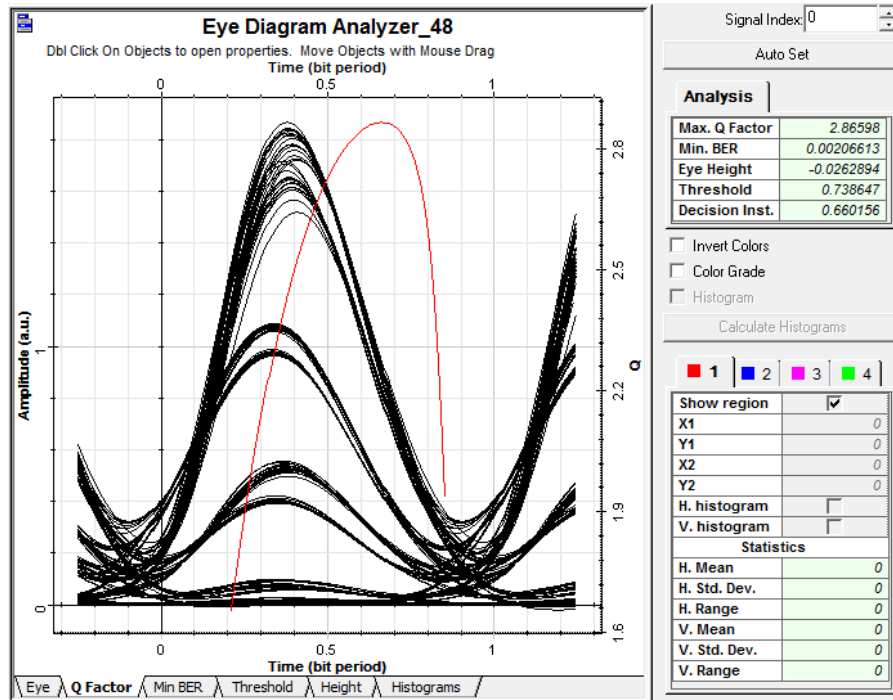 Eye Diagram Analyzer_48
Dbl Click On Objects to open properties. Move Objects with Mouse Drag
Time (bit period)
0 0.5 1
Amplitude (a.u.)
1
0
2.8
2.5
2.2
1.9
1.6
Q
0 0.5 1
Time (bit period)
Eye Q Factor Min BER Threshold Height Histograms
Signal Index: 0
Auto Set
Analysis
Max. Q Factor 2.86598
Min. BER 0.00206613
Eye Height -0.0262894
Threshold 0.738647
Decision Inst. 0.660156
Invert Colors
Color Grade
Histogram
Calculate Histograms
1 2 3 4
Show region
X1 0
Y1 0
X2 0
Y2 0
H. histogram
V. histogram
Statistics
H. Mean 0
H. Std. Dev. 0
H. Range 0
V. Mean 0
V. Std. Dev. 0
V. Range 0